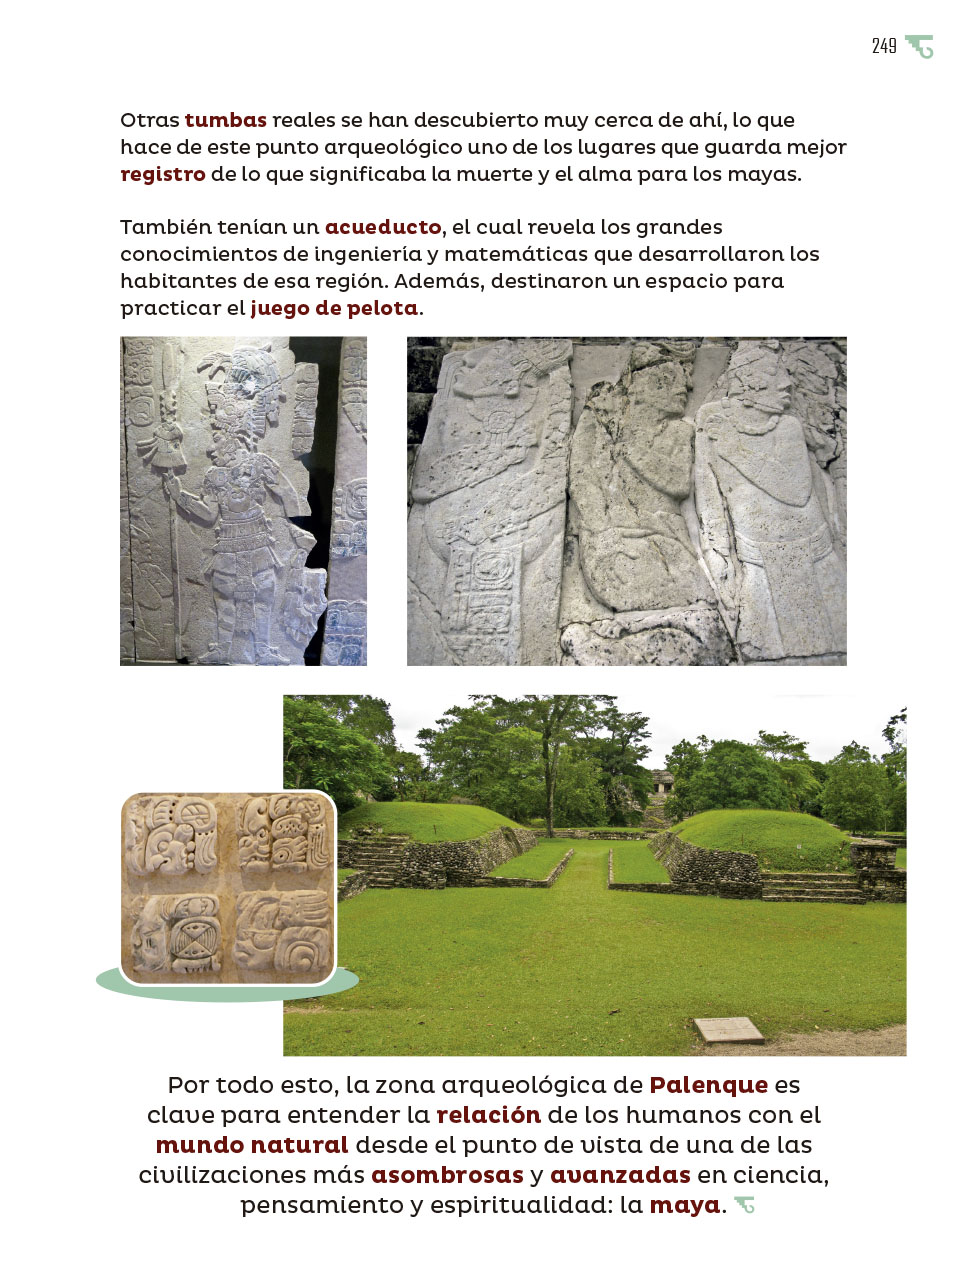 249
Otras tumbas reales se han descubierto muy cerca de ahí, lo que
hace de este punto arqueológico uno de los lugares que guarda mejor
registro de lo que significaba la muerte y el alma para los mayas.
También tenían un acueducto, el cual revela los grandes
conocimientos de ingeniería y matemáticas que desarrollaron los
habitantes de esa región. Además, destinaron un espacio para
practicar el juego de pelota.
Por todo esto, la zona arqueológica de Palenque es
clave para entender la relación de los humanos con el
mundo natural desde el punto de vista de una de las
civilizaciones más asombrosas y avanzadas en ciencia,
pensamiento y espiritualidad: la maya.